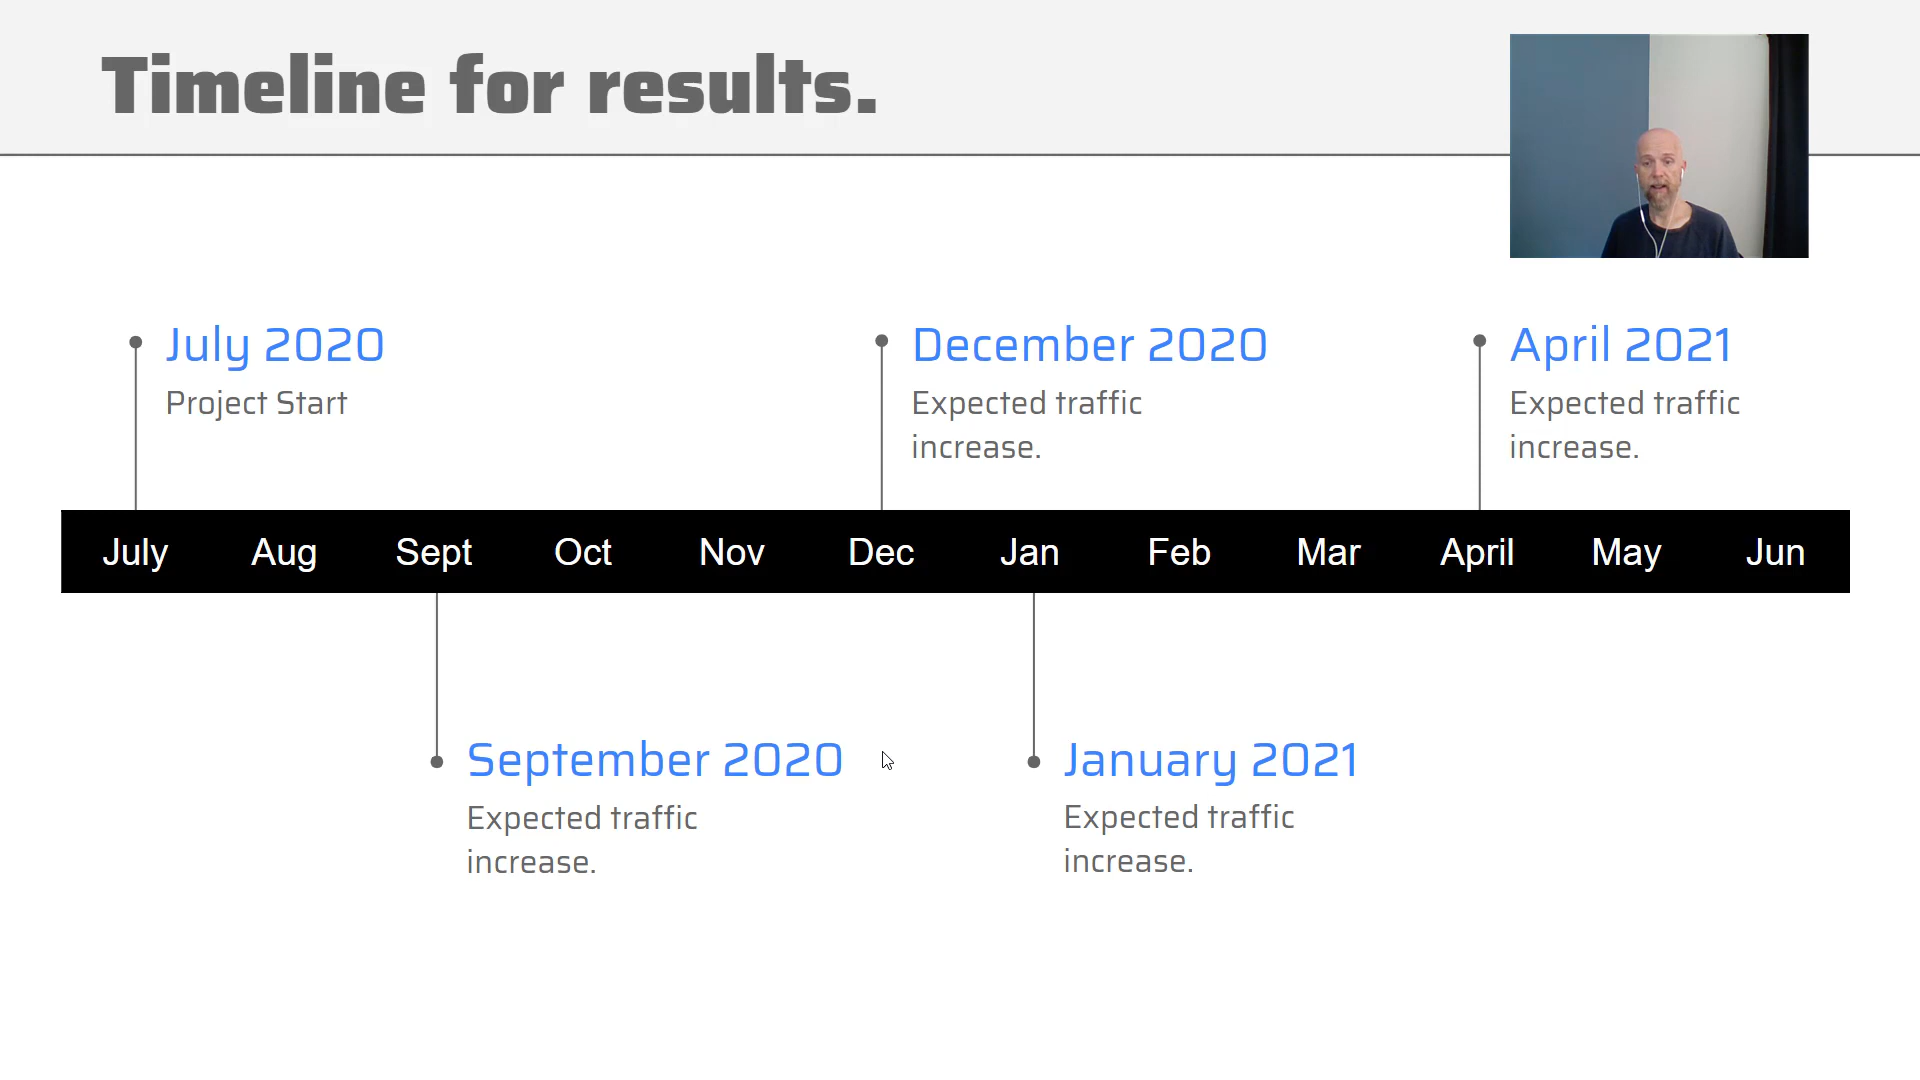 Timeline for results.
July 2020
Project Start
December 2020
Expected traffic
increase.
April 2021
Expected traffic
increase.
July Aug Sept Oct Nov Dec Jan Feb Mar April May Jun
September 2020
Expected traffic
increase.
January 2021
Expected traffic
increase.